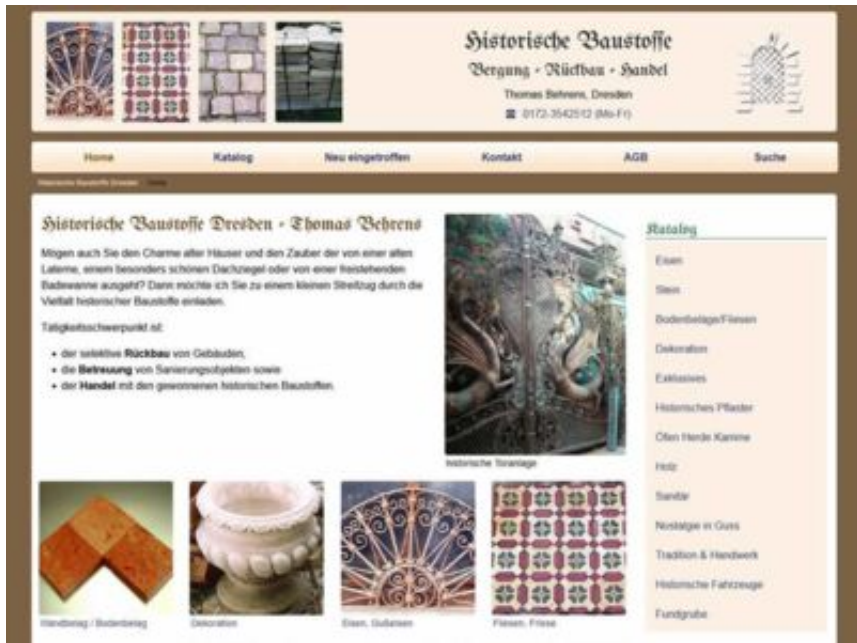 Historische Baustoffe
Bergung - Rückbau - Handel
Thomas Behrens, Dresden
☎ 0172-3542512 (Mo-Fr)
Home Katalog Neu eingetroffen Kontakt AGB Suche
Historische Baustoffe Dresden Home
Historische Baustoffe Dresden - Thomas Behrens
Mögen auch Sie den Charme alter Häuser und den Zauber der von einer alten
Laterne, einem besonders schönen Dachziegel oder von einer freistehenden
Badewanne ausgeht? Dann möchte ich Sie zu einem kleinen Streifzug durch die
Vielfalt historischer Baustoffe einladen.
Tätigkeitsschwerpunkt ist:
• der selektive Rückbau von Gebäuden,
• die Betreuung von Sanierungsobjekten sowie
• der Handel mit den gewonnenen historischen Baustoffen.
historische Toranlage
Wandbelag / Bodenbelag
Dekoration
Eisen, Gußeisen
Fliesen, Friese
Katalog
Eisen
Stein
Bodenbeläge/Fliesen
Dekoration
Exklusives
Historisches Pflaster
Öfen Herde Kamine
Holz
Sanitär
Nostalgie in Guss
Tradition & Handwerk
Historische Fahrzeuge
Fundgrube